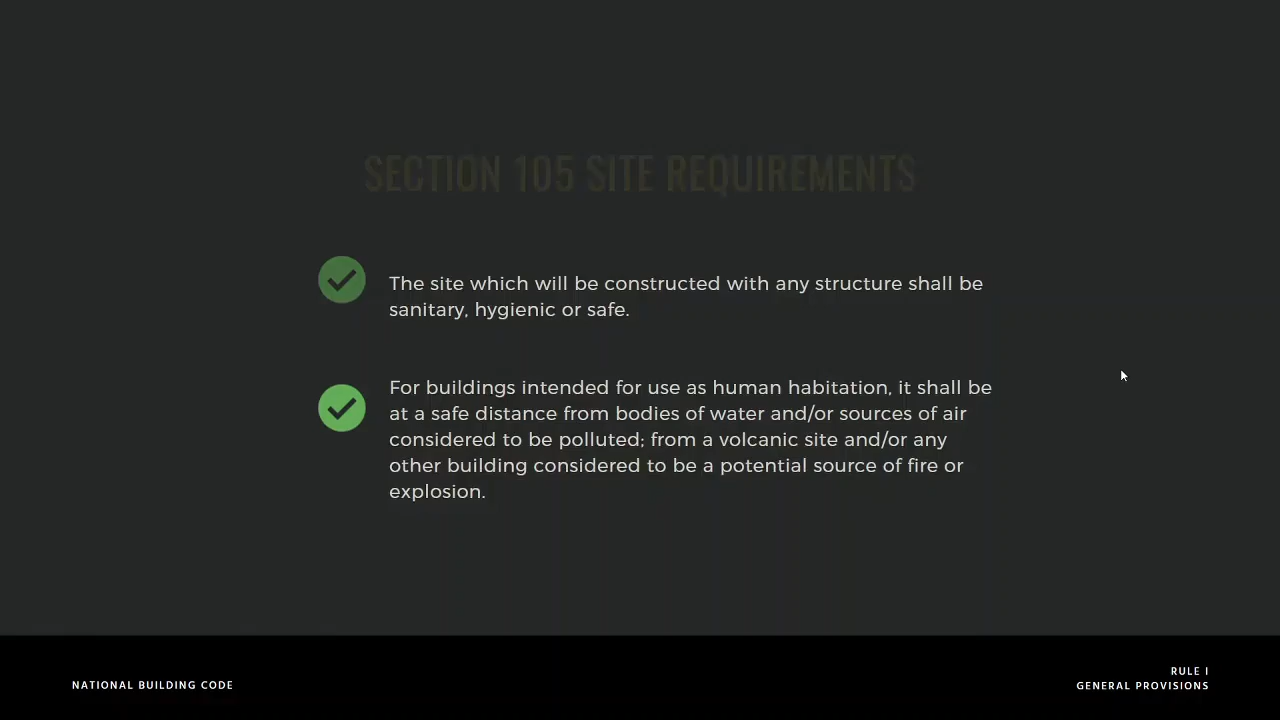 SECTION 105 SITE REQUIREMENTS
The site which will be constructed with any structure shall be
sanitary, hygienic or safe.
For buildings intended for use as human habitation, it shall be
at a safe distance from bodies of water and/or sources of air
considered to be polluted; from a volcanic site and/or any
other building considered to be a potential source of fire or
explosion.
NATIONAL BUILDING CODE
RULE I
GENERAL PROVISIONS